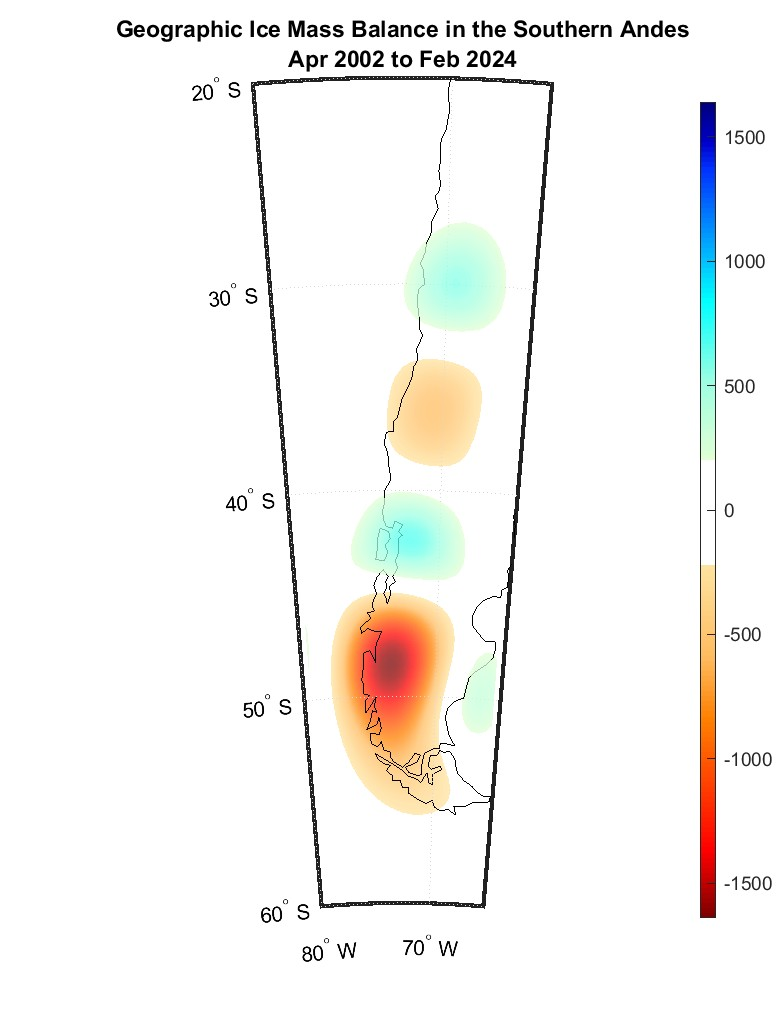 Geographic Ice Mass Balance in the Southern Andes
Apr 2002 to Feb 2024
20° S
30° S
40° S
50° S
60° S
80° W
70° W
1500
1000
500
0
-500
-1000
-1500